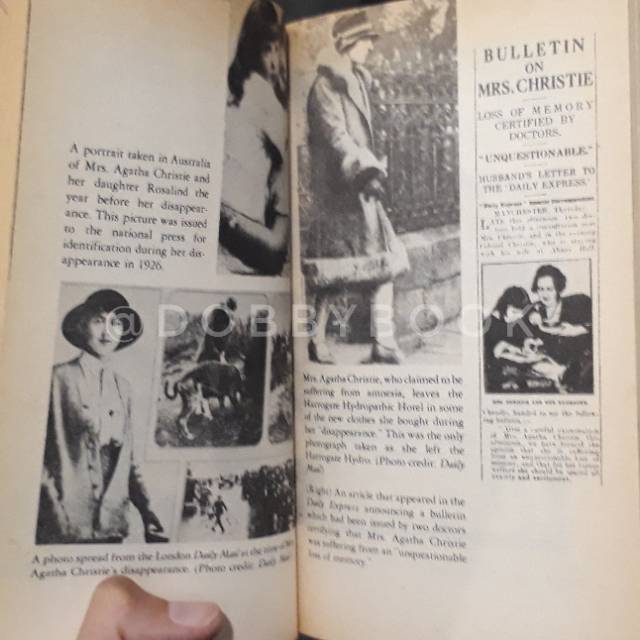 A portrait taken in Australia
of Mrs. Agatha Christie and
her daughter Rosalind the
year before her disappear-
ance. This picture was issued
to the national press for
identification during her dis-
appearance in 1926.
@DOBBYBOOK
A photo spread from the London Daily Mail at the time of
Agatha Christie's disappearance. (Photo credit: Daily
Mrs. Agatha Christie, who claimed to be
suffering from amnesia, leaves the
Harrogate Hydropathic Hotel in some
of the new clothes she bought during
her "disappearance." This was the only
photograph taken as she left the
Harrogate Hydro. (Photo credit: Daily
Mail)
(Right) An article that appeared in the
Daily Express announcing a bulletin
which had been issued by two doctors
certifying that Mrs. Agatha Christie
was suffering from an "unquestionable
loss of memory."
BULLETIN
ON
MRS. CHRISTIE
LOSS OF MEMORY
CERTIFIED BY
DOCTORS.
"UNQUESTIONABLE."
HUSBAND'S LETTER TO
THE "DAILY EXPRESS."